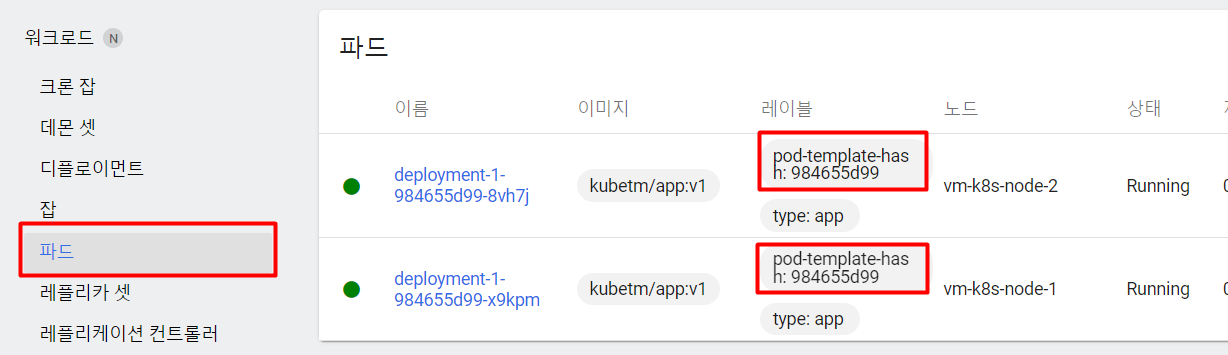 워크로드 N
크론 잡
데몬 셋
디플로이먼트
잡
파드
레플리카 셋
레플리케이션 컨트롤러
파드
이름 이미지 레이블 노드 상태
deployment-1-
984655d99-8vh7j
kubetm/app:v1
pod-template-has
h: 984655d99
type: app
vm-k8s-node-2
Running
deployment-1-
984655d99-x9kpm
kubetm/app:v1
pod-template-has
h: 984655d99
type: app
vm-k8s-node-1
Running